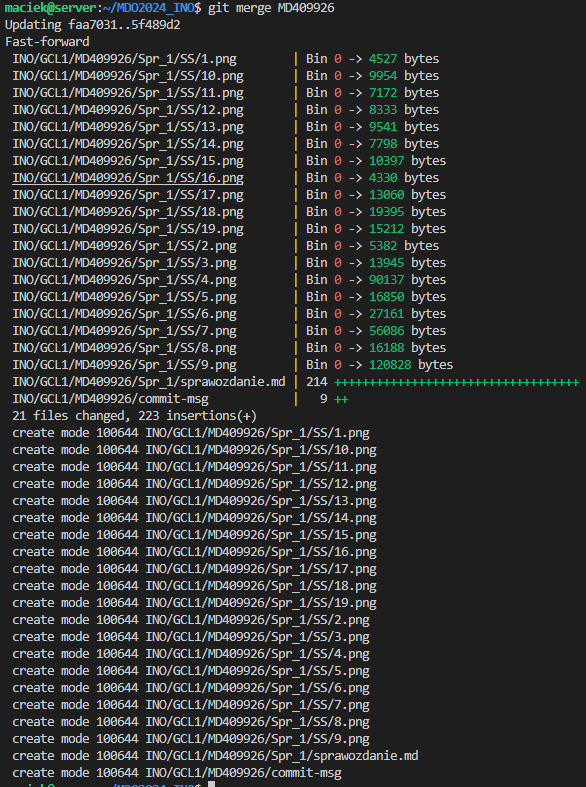 maciek@server:~/MDO2024_INO$ git merge MD409926
Updating faa7031..5f489d2
Fast-forward
INO/GCL1/MD409926/Spr_1/SS/1.png | Bin 0 -> 4527 bytes
INO/GCL1/MD409926/Spr_1/SS/10.png | Bin 0 -> 9954 bytes
INO/GCL1/MD409926/Spr_1/SS/11.png | Bin 0 -> 7172 bytes
INO/GCL1/MD409926/Spr_1/SS/12.png | Bin 0 -> 8333 bytes
INO/GCL1/MD409926/Spr_1/SS/13.png | Bin 0 -> 9541 bytes
INO/GCL1/MD409926/Spr_1/SS/14.png | Bin 0 -> 7798 bytes
INO/GCL1/MD409926/Spr_1/SS/15.png | Bin 0 -> 10397 bytes
INO/GCL1/MD409926/Spr_1/SS/16.png | Bin 0 -> 4330 bytes
INO/GCL1/MD409926/Spr_1/SS/17.png | Bin 0 -> 13060 bytes
INO/GCL1/MD409926/Spr_1/SS/18.png | Bin 0 -> 19395 bytes
INO/GCL1/MD409926/Spr_1/SS/19.png | Bin 0 -> 15212 bytes
INO/GCL1/MD409926/Spr_1/SS/2.png | Bin 0 -> 5382 bytes
INO/GCL1/MD409926/Spr_1/SS/3.png | Bin 0 -> 13945 bytes
INO/GCL1/MD409926/Spr_1/SS/4.png | Bin 0 -> 90137 bytes
INO/GCL1/MD409926/Spr_1/SS/5.png | Bin 0 -> 16850 bytes
INO/GCL1/MD409926/Spr_1/SS/6.png | Bin 0 -> 27161 bytes
INO/GCL1/MD409926/Spr_1/SS/7.png | Bin 0 -> 56086 bytes
INO/GCL1/MD409926/Spr_1/SS/8.png | Bin 0 -> 16188 bytes
INO/GCL1/MD409926/Spr_1/SS/9.png | Bin 0 -> 120828 bytes
INO/GCL1/MD409926/Spr_1/sprawozdanie.md | 214 +++++++++++++++++++++++++++++++++++
INO/GCL1/MD409926/commit-msg | 9 ++
21 files changed, 223 insertions(+)
create mode 100644 INO/GCL1/MD409926/Spr_1/SS/1.png
create mode 100644 INO/GCL1/MD409926/Spr_1/SS/10.png
create mode 100644 INO/GCL1/MD409926/Spr_1/SS/11.png
create mode 100644 INO/GCL1/MD409926/Spr_1/SS/12.png
create mode 100644 INO/GCL1/MD409926/Spr_1/SS/13.png
create mode 100644 INO/GCL1/MD409926/Spr_1/SS/14.png
create mode 100644 INO/GCL1/MD409926/Spr_1/SS/15.png
create mode 100644 INO/GCL1/MD409926/Spr_1/SS/16.png
create mode 100644 INO/GCL1/MD409926/Spr_1/SS/17.png
create mode 100644 INO/GCL1/MD409926/Spr_1/SS/18.png
create mode 100644 INO/GCL1/MD409926/Spr_1/SS/19.png
create mode 100644 INO/GCL1/MD409926/Spr_1/SS/2.png
create mode 100644 INO/GCL1/MD409926/Spr_1/SS/3.png
create mode 100644 INO/GCL1/MD409926/Spr_1/SS/4.png
create mode 100644 INO/GCL1/MD409926/Spr_1/SS/5.png
create mode 100644 INO/GCL1/MD409926/Spr_1/SS/6.png
create mode 100644 INO/GCL1/MD409926/Spr_1/SS/7.png
create mode 100644 INO/GCL1/MD409926/Spr_1/SS/8.png
create mode 100644 INO/GCL1/MD409926/Spr_1/SS/9.png
create mode 100644 INO/GCL1/MD409926/Spr_1/sprawozdanie.md
create mode 100644 INO/GCL1/MD409926/commit-msg
maciek@server:~/MDO2024_INO$